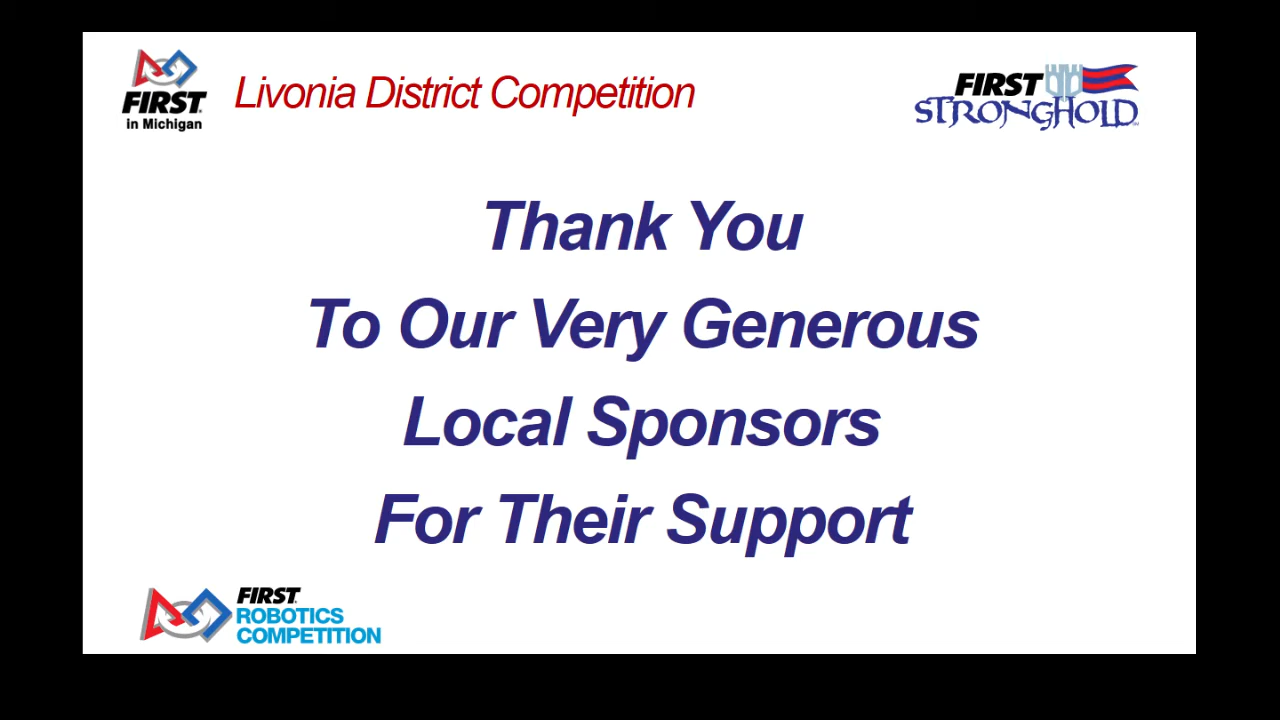 FIRST
in Michigan
Livonia District Competition
FIRST
STRONGHOLD
Thank You
To Our Very Generous
Local Sponsors
For Their Support
FIRST
ROBOTICS
COMPETITION